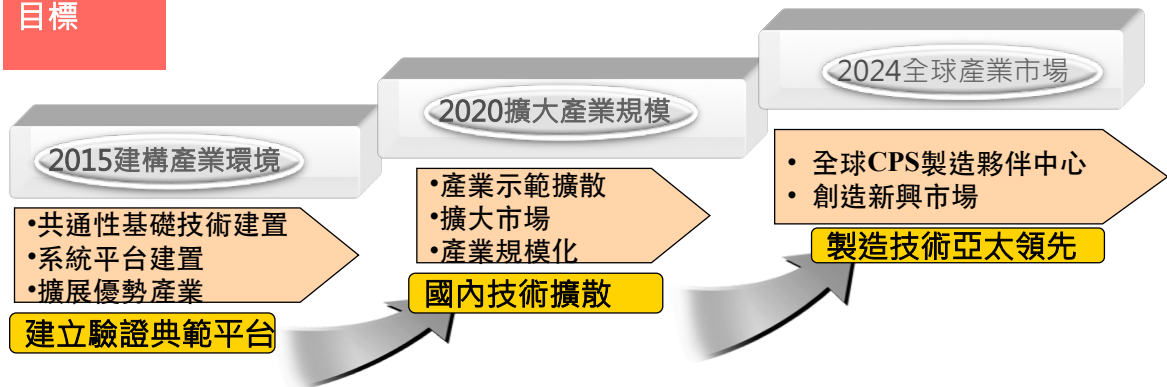 目標
2015建構產業環境
•共通性基礎技術建置
•系統平台建置
•擴展優勢產業
建立驗證典範平台
2020擴大產業規模
•產業示範擴散
•擴大市場
•產業規模化
國內技術擴散
2024全球產業市場
• 全球CPS製造夥伴中心
• 創造新興市場
製造技術亞太領先